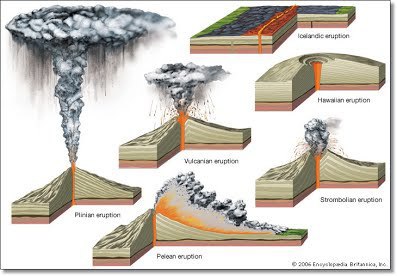 Icelandic eruption
Hawaiian eruption
Vulcanian eruption
Strombolian eruption
Plinian eruption
Pelean eruption
© 2006 Encyclopædia Britannica, Inc.